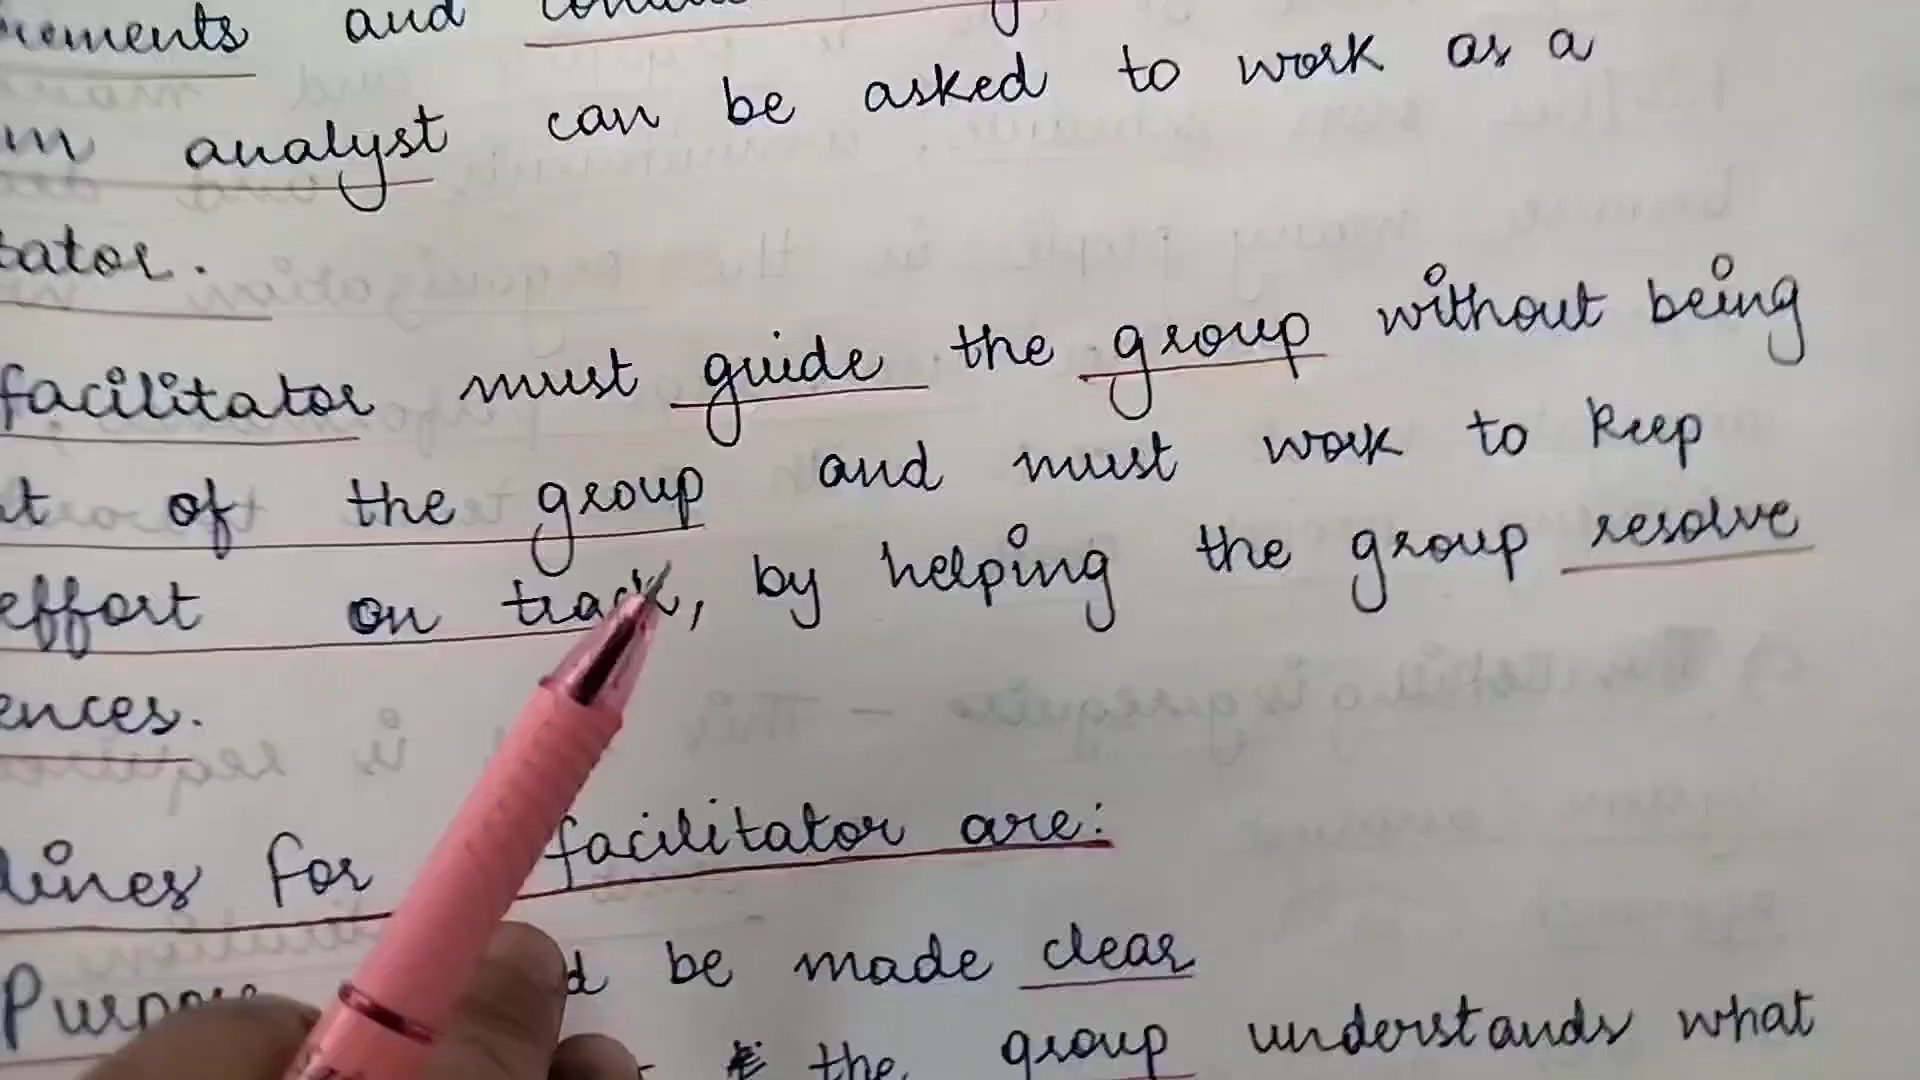 and
analyst can be asked to work as a
facilitator must guide the group without being
of the group and must work to keep
effort on track, by helping the group resolve
for facilitator are:
be made clear
the group understands what